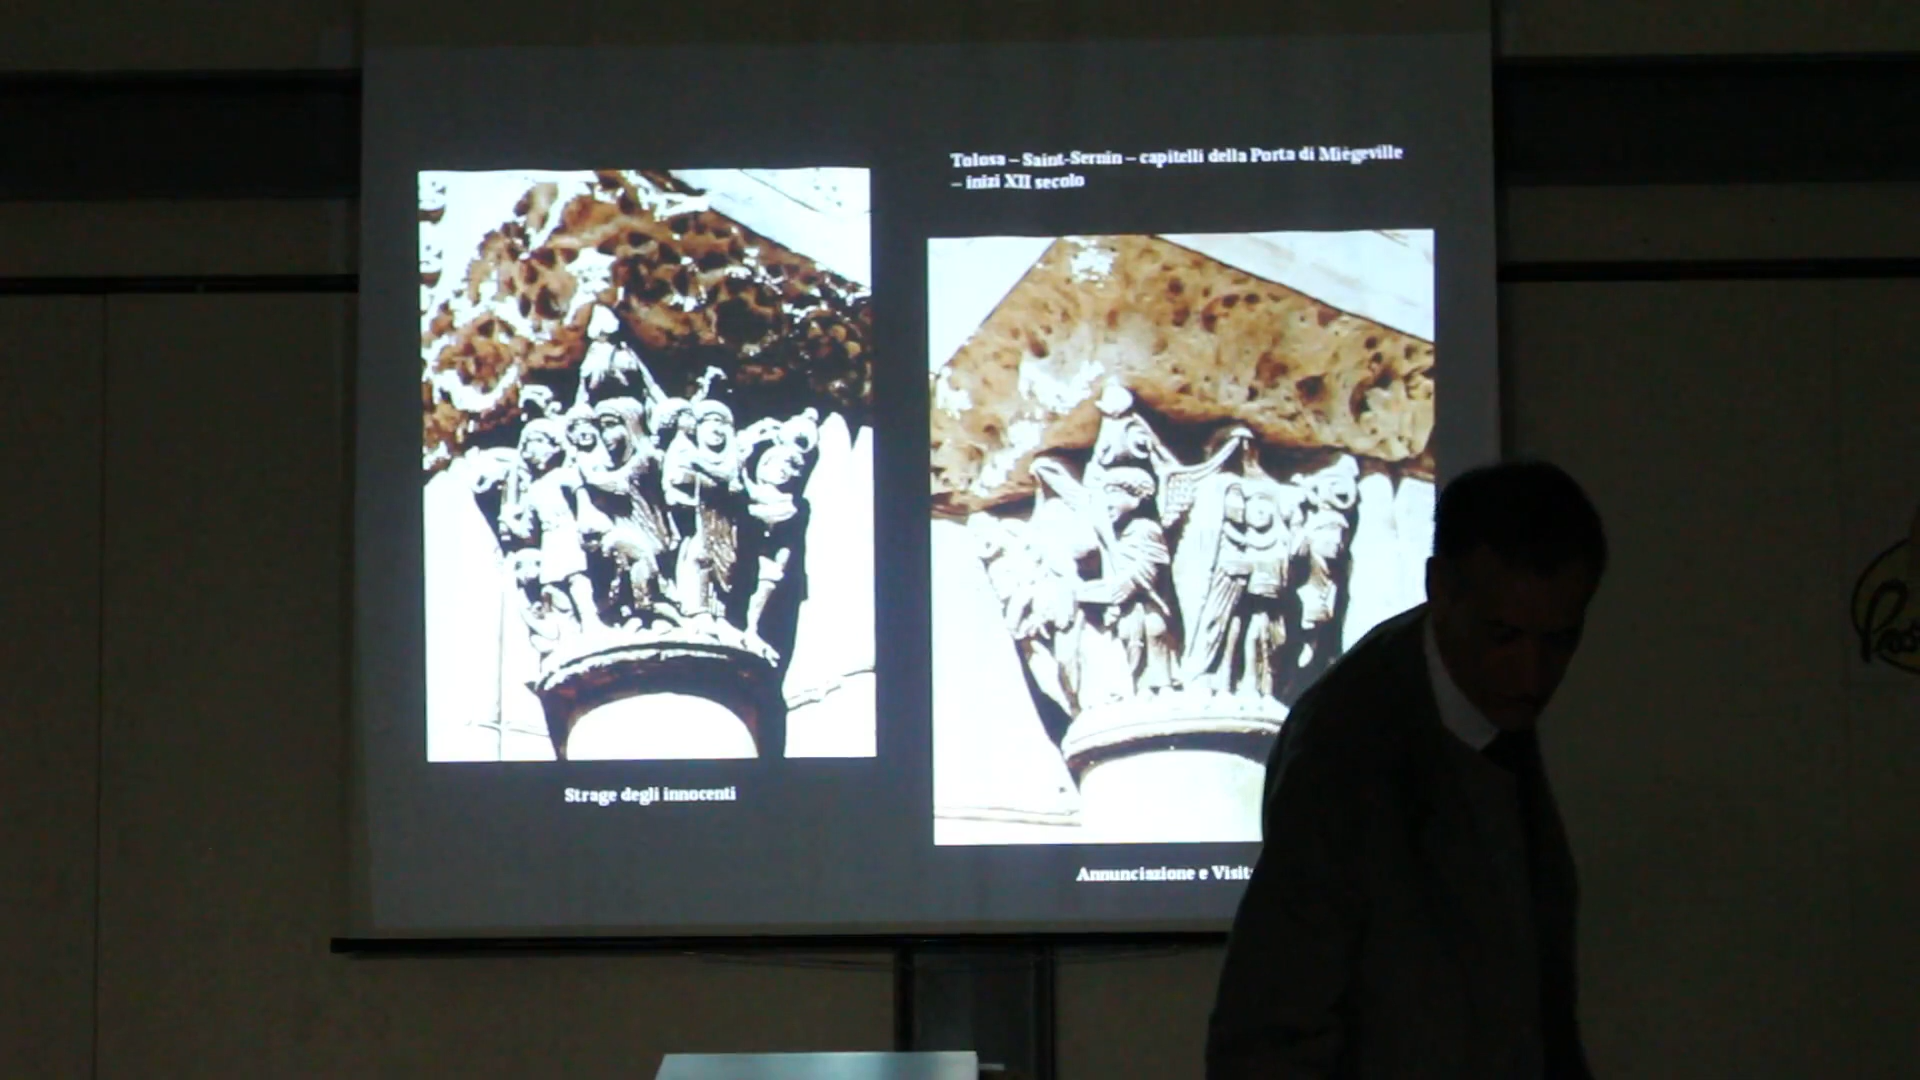 Tolosa – Saint-Sernin – capitelli della Porta di Miègeville
– inizi XII secolo
Strage degli innocenti
Annunciazione e